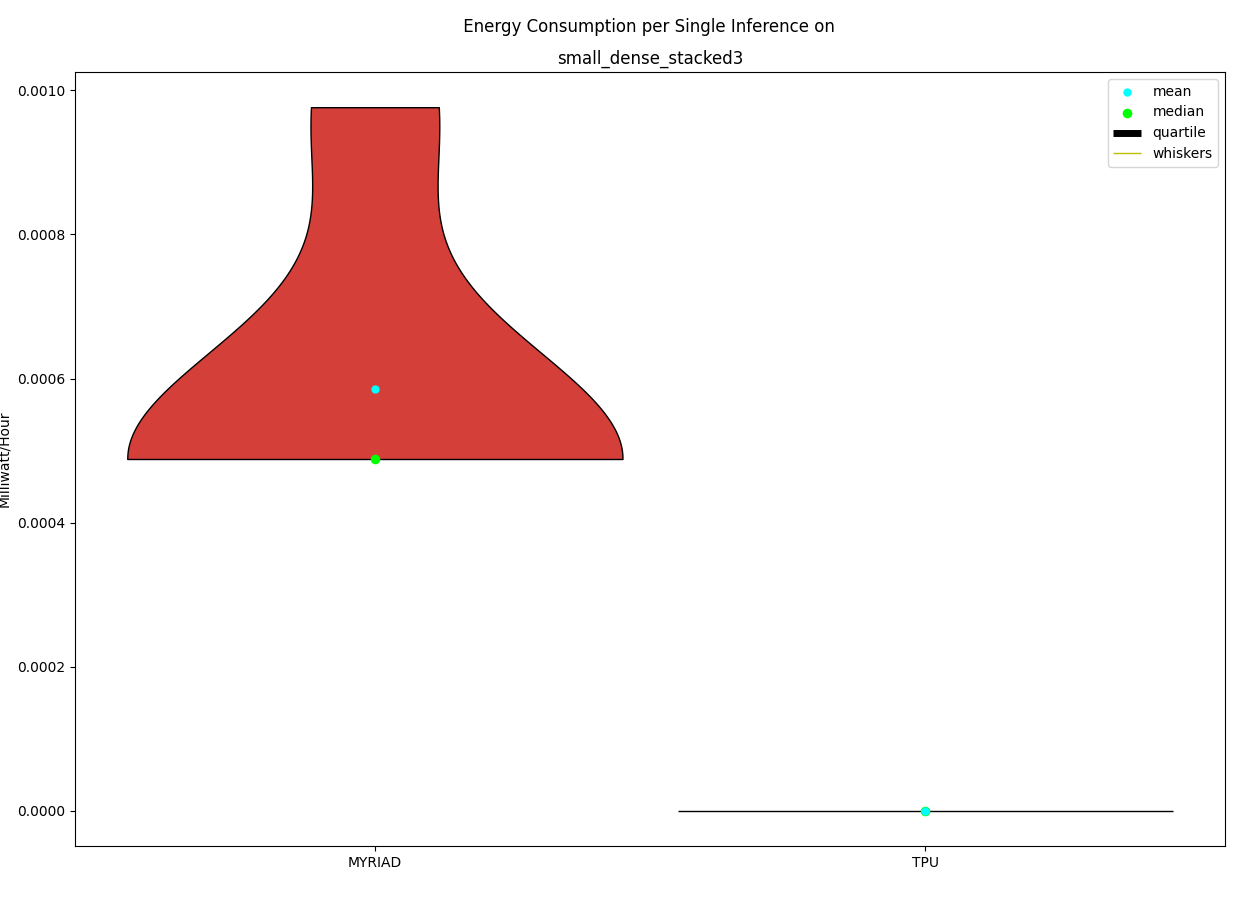 Energy Consumption per Single Inference on
small_dense_stacked3
0.0010
0.0008
0.0006
0.0004
0.0002
0.0000
Milliwatt/Hour
mean
median
quartile
whiskers
MYRIAD
TPU